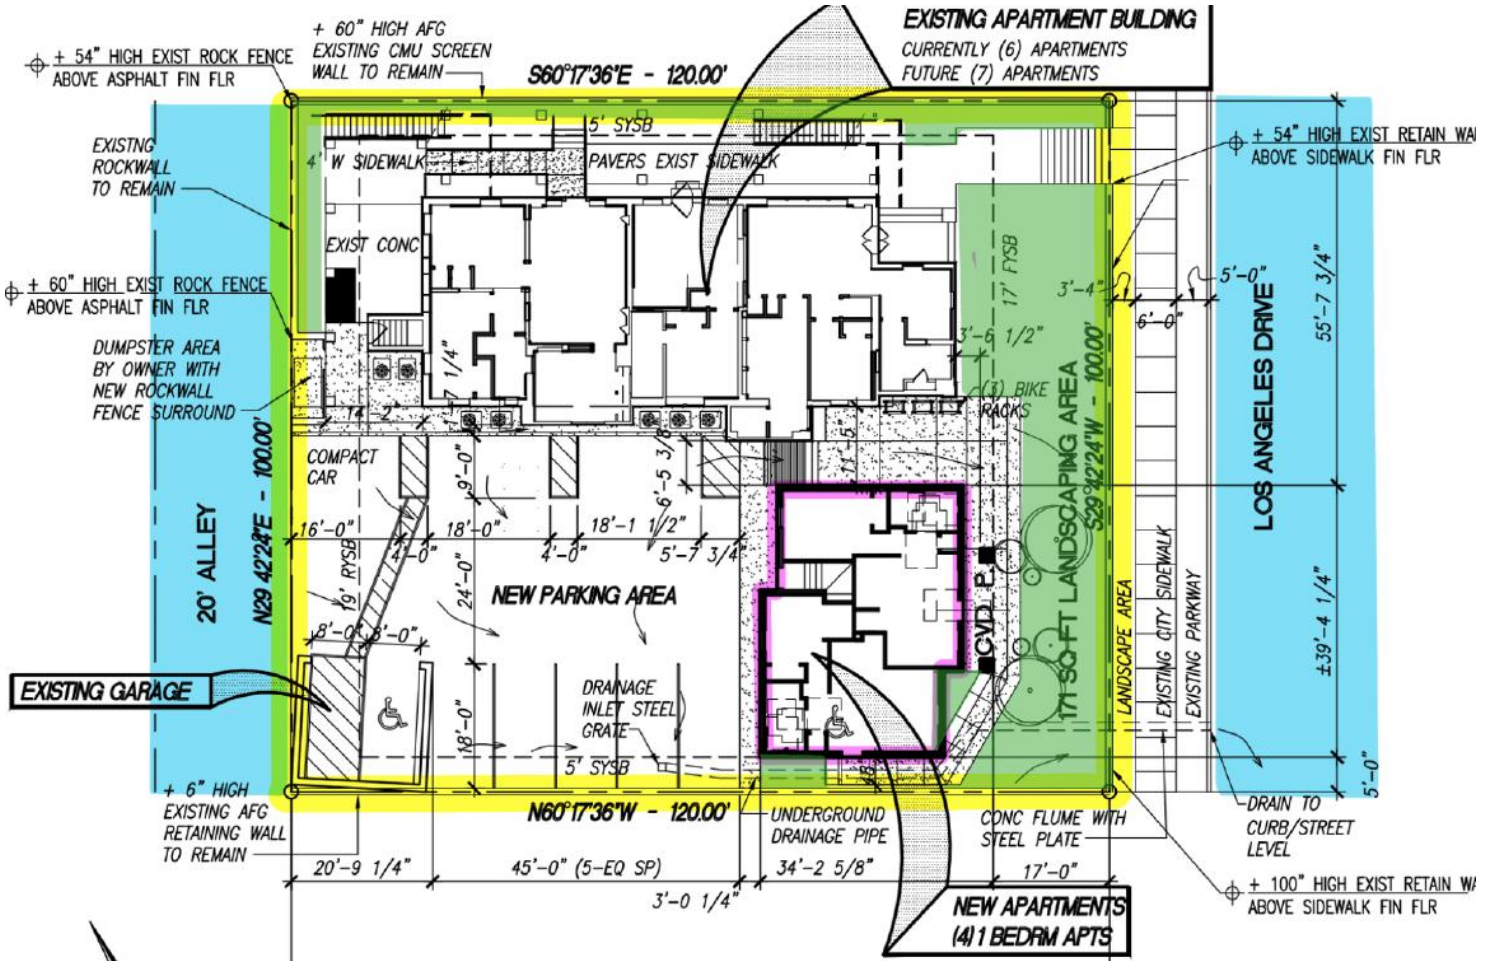 + 54" HIGH EXIST ROCK FENCE
ABOVE ASPHALT FIN FLR
+ 60" HIGH AFG
EXISTING CMU SCREEN
WALL TO REMAIN
S60°17'36"E - 120.00'
EXISTING APARTMENT BUILDING
CURRENTLY (6) APARTMENTS
FUTURE (7) APARTMENTS
EXISTNG
ROCKWALL
TO REMAIN
5' SYSB
4' W SIDEWALK
PAVERS EXIST SIDEWALK
+ 54" HIGH EXIST RETAIN
ABOVE SIDEWALK FIN FLR
EXIST CONC
17' FYSB
3'-4"
5'-0"
6'-0"
55'-7 3/4"
LOS ANGELES DRIVE
+ 60" HIGH EXIST ROCK FENCE
ABOVE ASPHALT FIN FLR
DUMPSTER AREA
BY OWNER WITH
NEW ROCKWALL
FENCE SURROUND
3'-6 1/2"
(3) BIKE
RACKS
14'-2"
11'-5"
COMPACT
CAR
9'-0"
6'-5 3/8"
20' ALLEY
N29 42'24"E - 100.00'
16'-0"
4'-0"
18'-0"
4'-0"
18'-1 1/2"
5'-7 3/4"
19' RYSB
24'-0"
NEW PARKING AREA
CVD P.
171 SQ FT LANDSCAPING AREA
S29°42'24"W - 100.00'
LANDSCAPE AREA
EXISTING CITY SIDEWALK
EXISTING PARKWAY
±39'-4 1/4"
8'-0"
8'-0"
EXISTING GARAGE
DRAINAGE
INLET STEEL
GRATE
18'-0"
5' SYSB
48"
5'-0"
+ 6" HIGH
EXISTING AFG
RETAINING WALL
TO REMAIN
N60°17'36"W - 120.00'
UNDERGROUND
DRAINAGE PIPE
CONC FLUME WITH
STEEL PLATE
DRAIN TO
CURB/STREET
LEVEL
20'-9 1/4"
45'-0" (5-EQ SP)
3'-0 1/4"
34'-2 5/8"
17'-0"
+ 100" HIGH EXIST RETAIN
ABOVE SIDEWALK FIN FLR
NEW APARTMENTS
(4) 1 BEDRM APTS